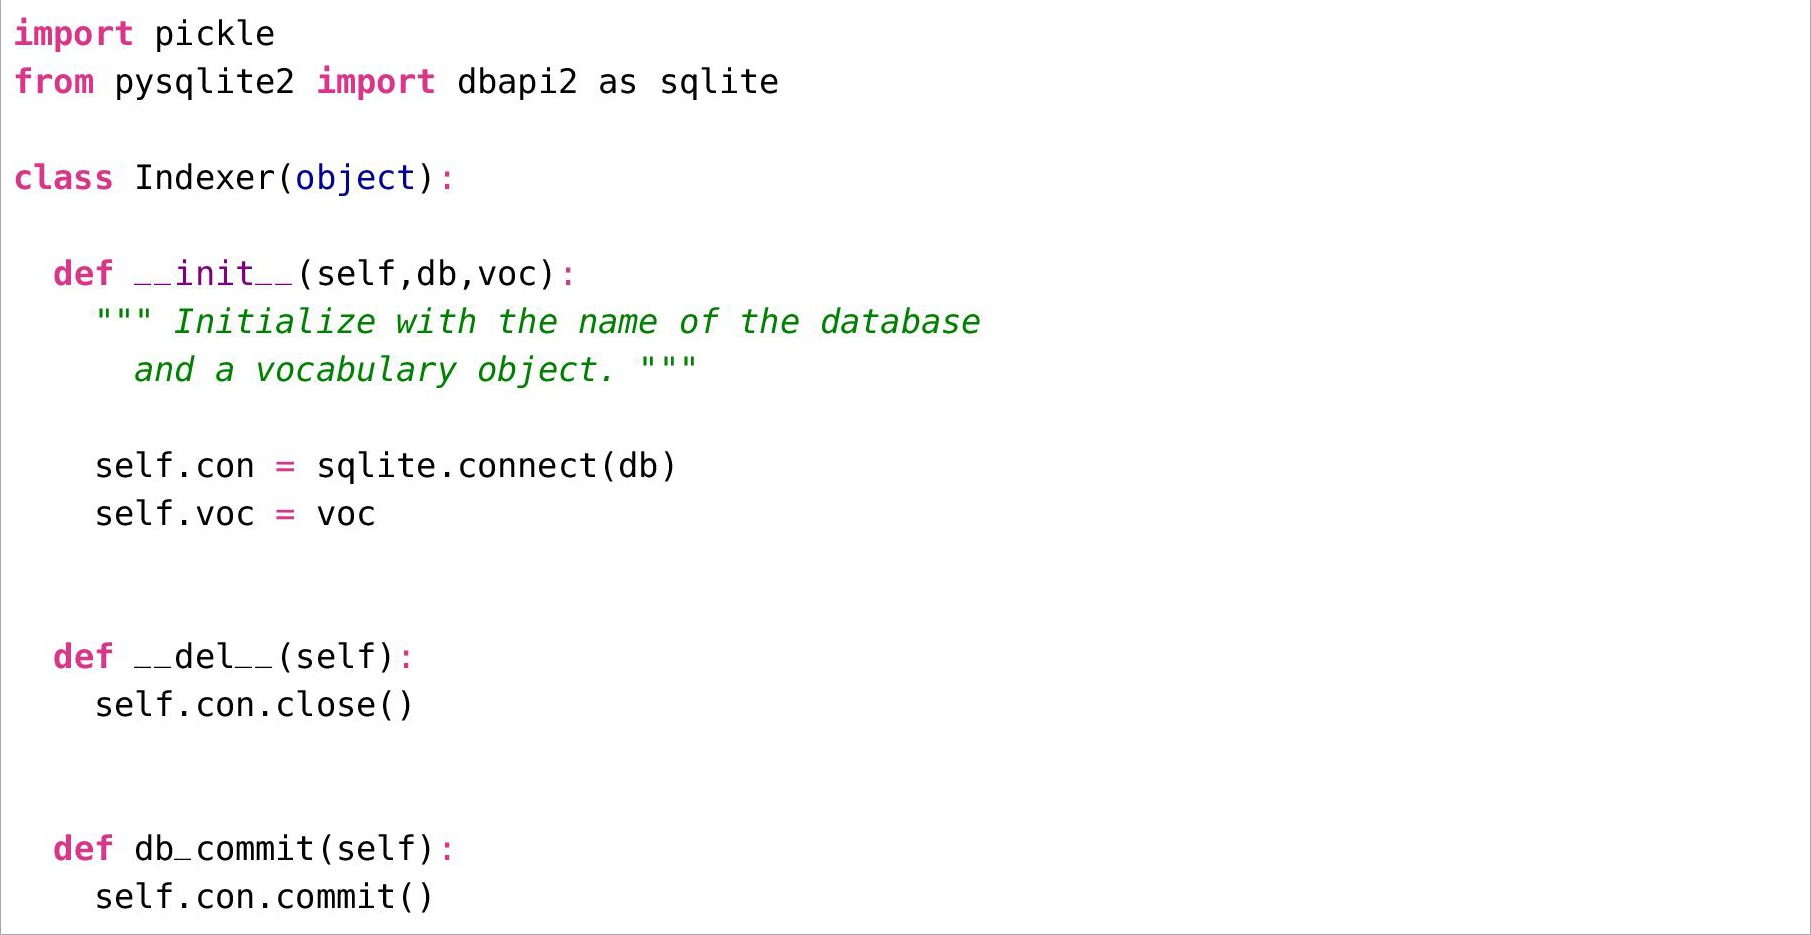 import pickle
from pysqlite2 import dbapi2 as sqlite

class Indexer(object):

  def __init__(self,db,voc):
    """ Initialize with the name of the database
      and a vocabulary object. """

    self.con = sqlite.connect(db)
    self.voc = voc


  def __del__(self):
    self.con.close()


  def db_commit(self):
    self.con.commit()